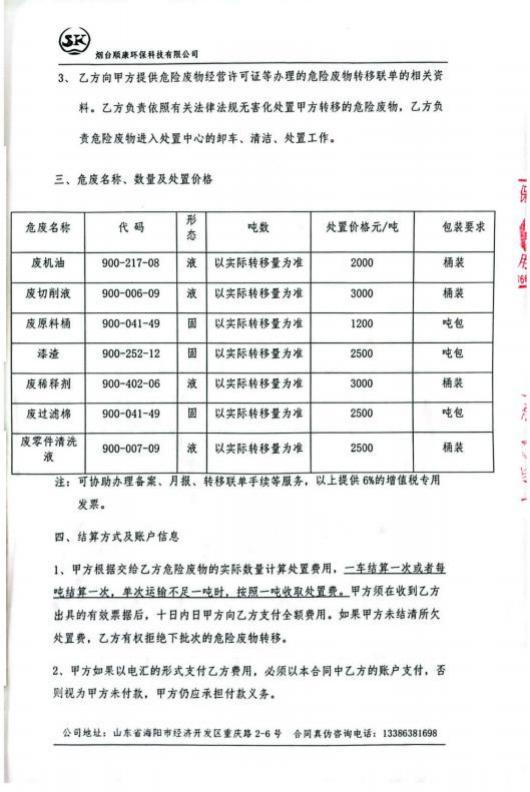 SK
烟台顺康环保科技有限公司
3、乙方向甲方提供危险废物经营许可证等办理的危险废物转移联单的相关资
料。乙方负责依照有关法律法规无害化处置甲方转移的危险废物，乙方负
责危险废物进入处置中心的卸车、清洁、处置工作。
三、危废名称、数量及处置价格
危废名称 代码 形态 吨数 处置价格元/吨 包装要求
废机油 900-217-08 液 以实际转移量为准 2000 桶装
废切削液 900-006-09 液 以实际转移量为准 3000 桶装
废原料桶 900-041-49 固 以实际转移量为准 1200 吨包
漆渣 900-252-12 固 以实际转移量为准 2500 吨包
废稀释剂 900-402-06 液 以实际转移量为准 3000 桶装
废过滤棉 900-041-49 固 以实际转移量为准 2500 吨包
废零件清洗液 900-007-09 液 以实际转移量为准 2500 桶装
注：可协助办理备案、月报、转移联单手续等服务，以上提供 6%的增值税专用
发票。
四、结算方式及账户信息
1、甲方根据交给乙方危险废物的实际数量计算处置费用，一车结算一次或者每
吨结算一次，单次运输不足一吨时，按照一吨收取处置费。甲方须在收到乙方
出具的有效票据后，十日内日甲方向乙方支付全额费用。如果甲方未结清所欠
处置费，乙方有权拒绝下批次的危险废物转移。
2、甲方如果以电汇的形式支付乙方费用，必须以本合同中乙方的账户支付，否
则视为甲方未付款，甲方仍应承担付款义务。
公司地址：山东省海阳市经济开发区重庆路 2-6 号 合同真伪咨询电话：13386381698